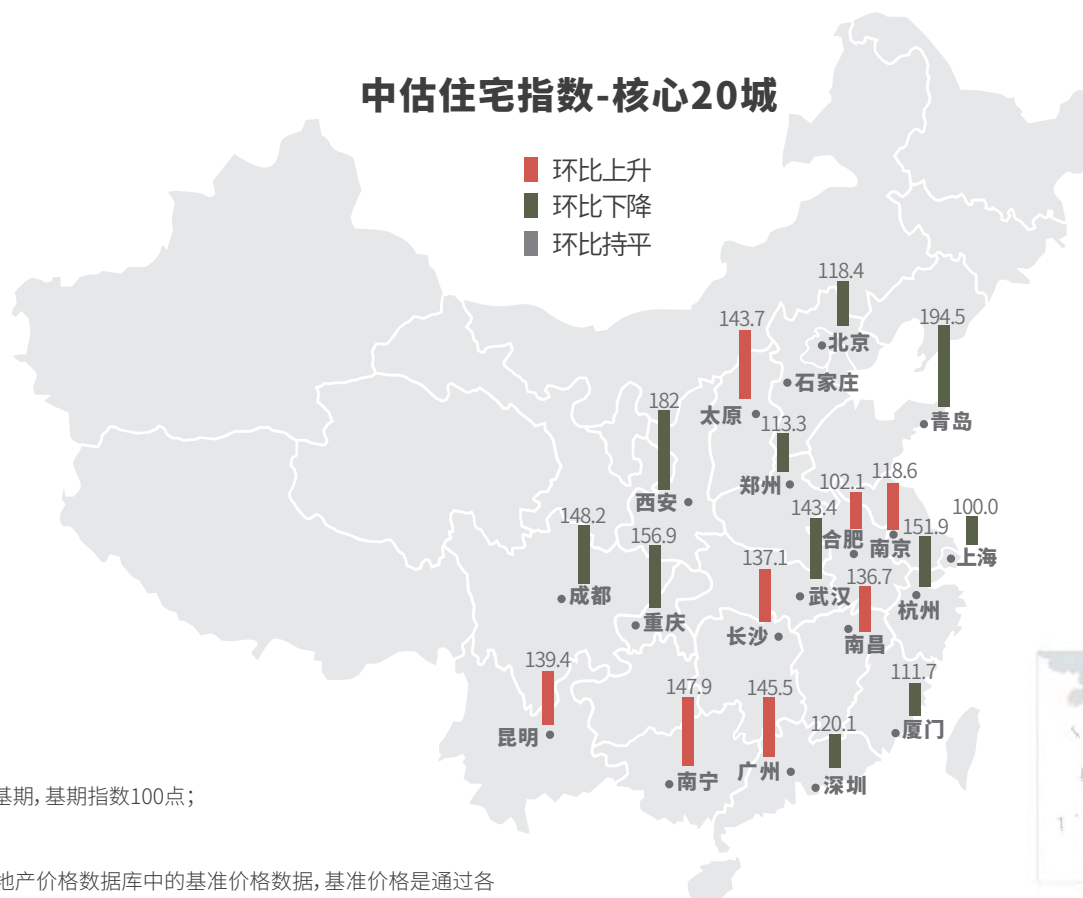 中估住宅指数-核心20城
环比上升
环比下降
环比持平
118.4
北京
143.7
194.5
石家庄
太原
青岛
182
113.3
郑州
西安
102.1
118.6
143.4
合肥
南京
151.9
100.0
上海
148.2
156.9
137.1
136.7
成都
武汉
杭州
重庆
长沙
南昌
139.4
147.9
145.5
111.7
昆明
120.1
厦门
南宁
广州
深圳
基期，基期指数100点；
地产价格数据库中的基准价格数据，基准价格是通过各